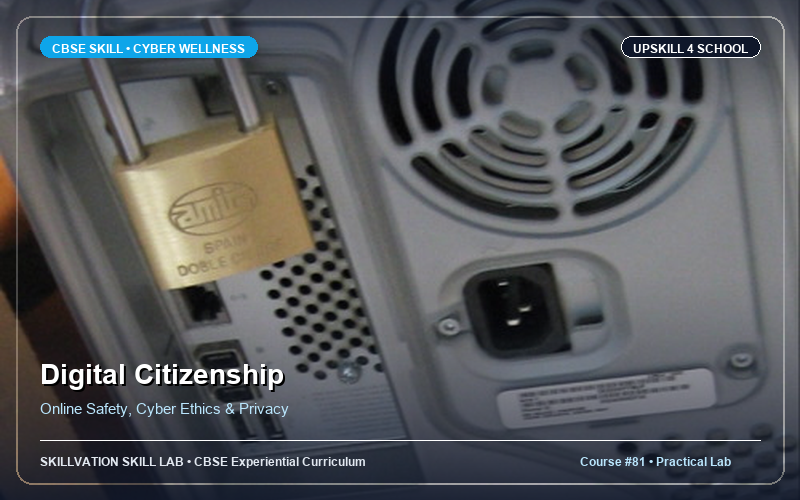 CBSE SKILL • CYBER WELLNESS
UPSKILL 4 SCHOOL
amig
SPAIN
DOBLE
Digital Citizenship
Online Safety, Cyber Ethics & Privacy
SKILLVATION SKILL LAB • CBSE Experiential Curriculum
Course #81 • Practical Lab